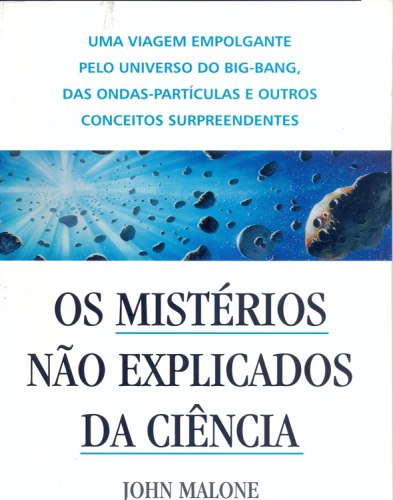 UMA VIAGEM EMPOLGANTE
PELO UNIVERSO DO BIG-BANG,
DAS ONDAS-PARTÍCULAS E OUTROS
CONCEITOS SURPREENDENTES
OS MISTÉRIOS
NÃO EXPLICADOS
DA CIÊNCIA
JOHN MALONE